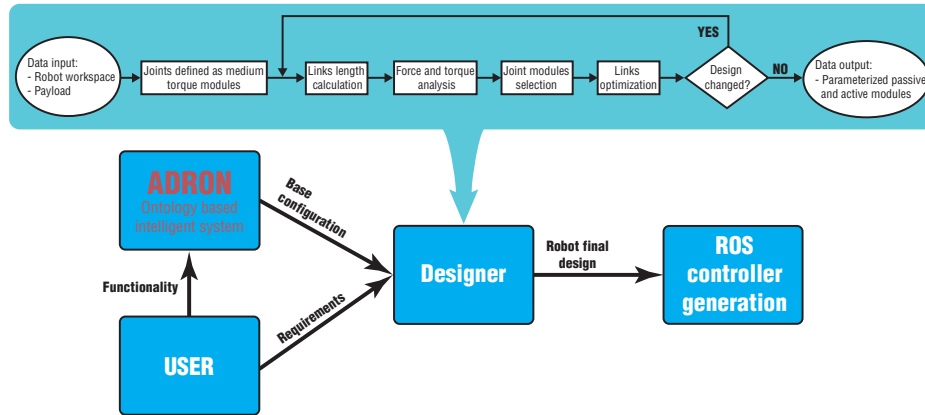 YES
Data input:
- Robot workspace
- Payload
Joints defined as medium
torque modules
Links length
calculation
Force and torque
analysis
Joint modules
selection
Links
optimization
Design
changed?
NO
Data output:
- Parameterized passive
and active modules
ADRON
Ontology based
intelligent system
Base
configuration
Functionality
USER
Requirements
Designer
Robot final
design
ROS
controller
generation